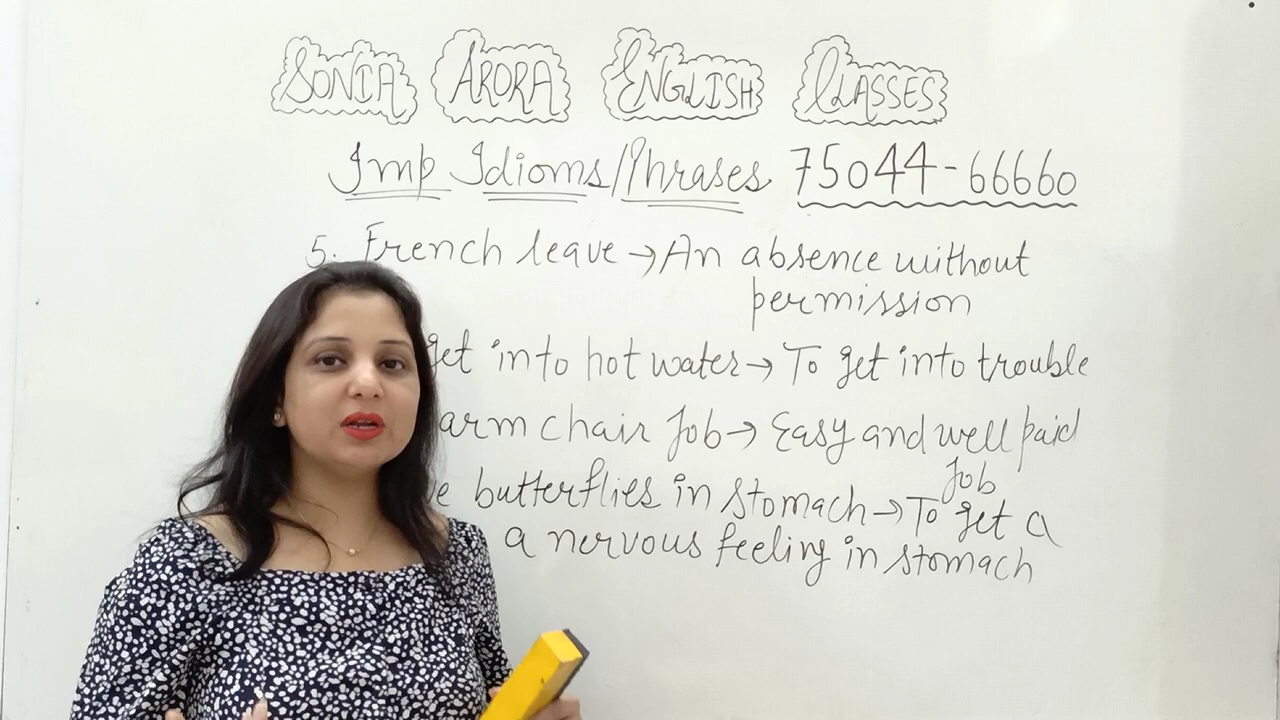 SONIA ARORA ENGLISH CLASSES
Imp Idioms/Phrases 75044-66660
5. French leave → An absence without
permission
get into hot water → To get into trouble
arm chair Job → Easy and well paid
Job
butterflies in stomach → To get a
a nervous feeling in stomach